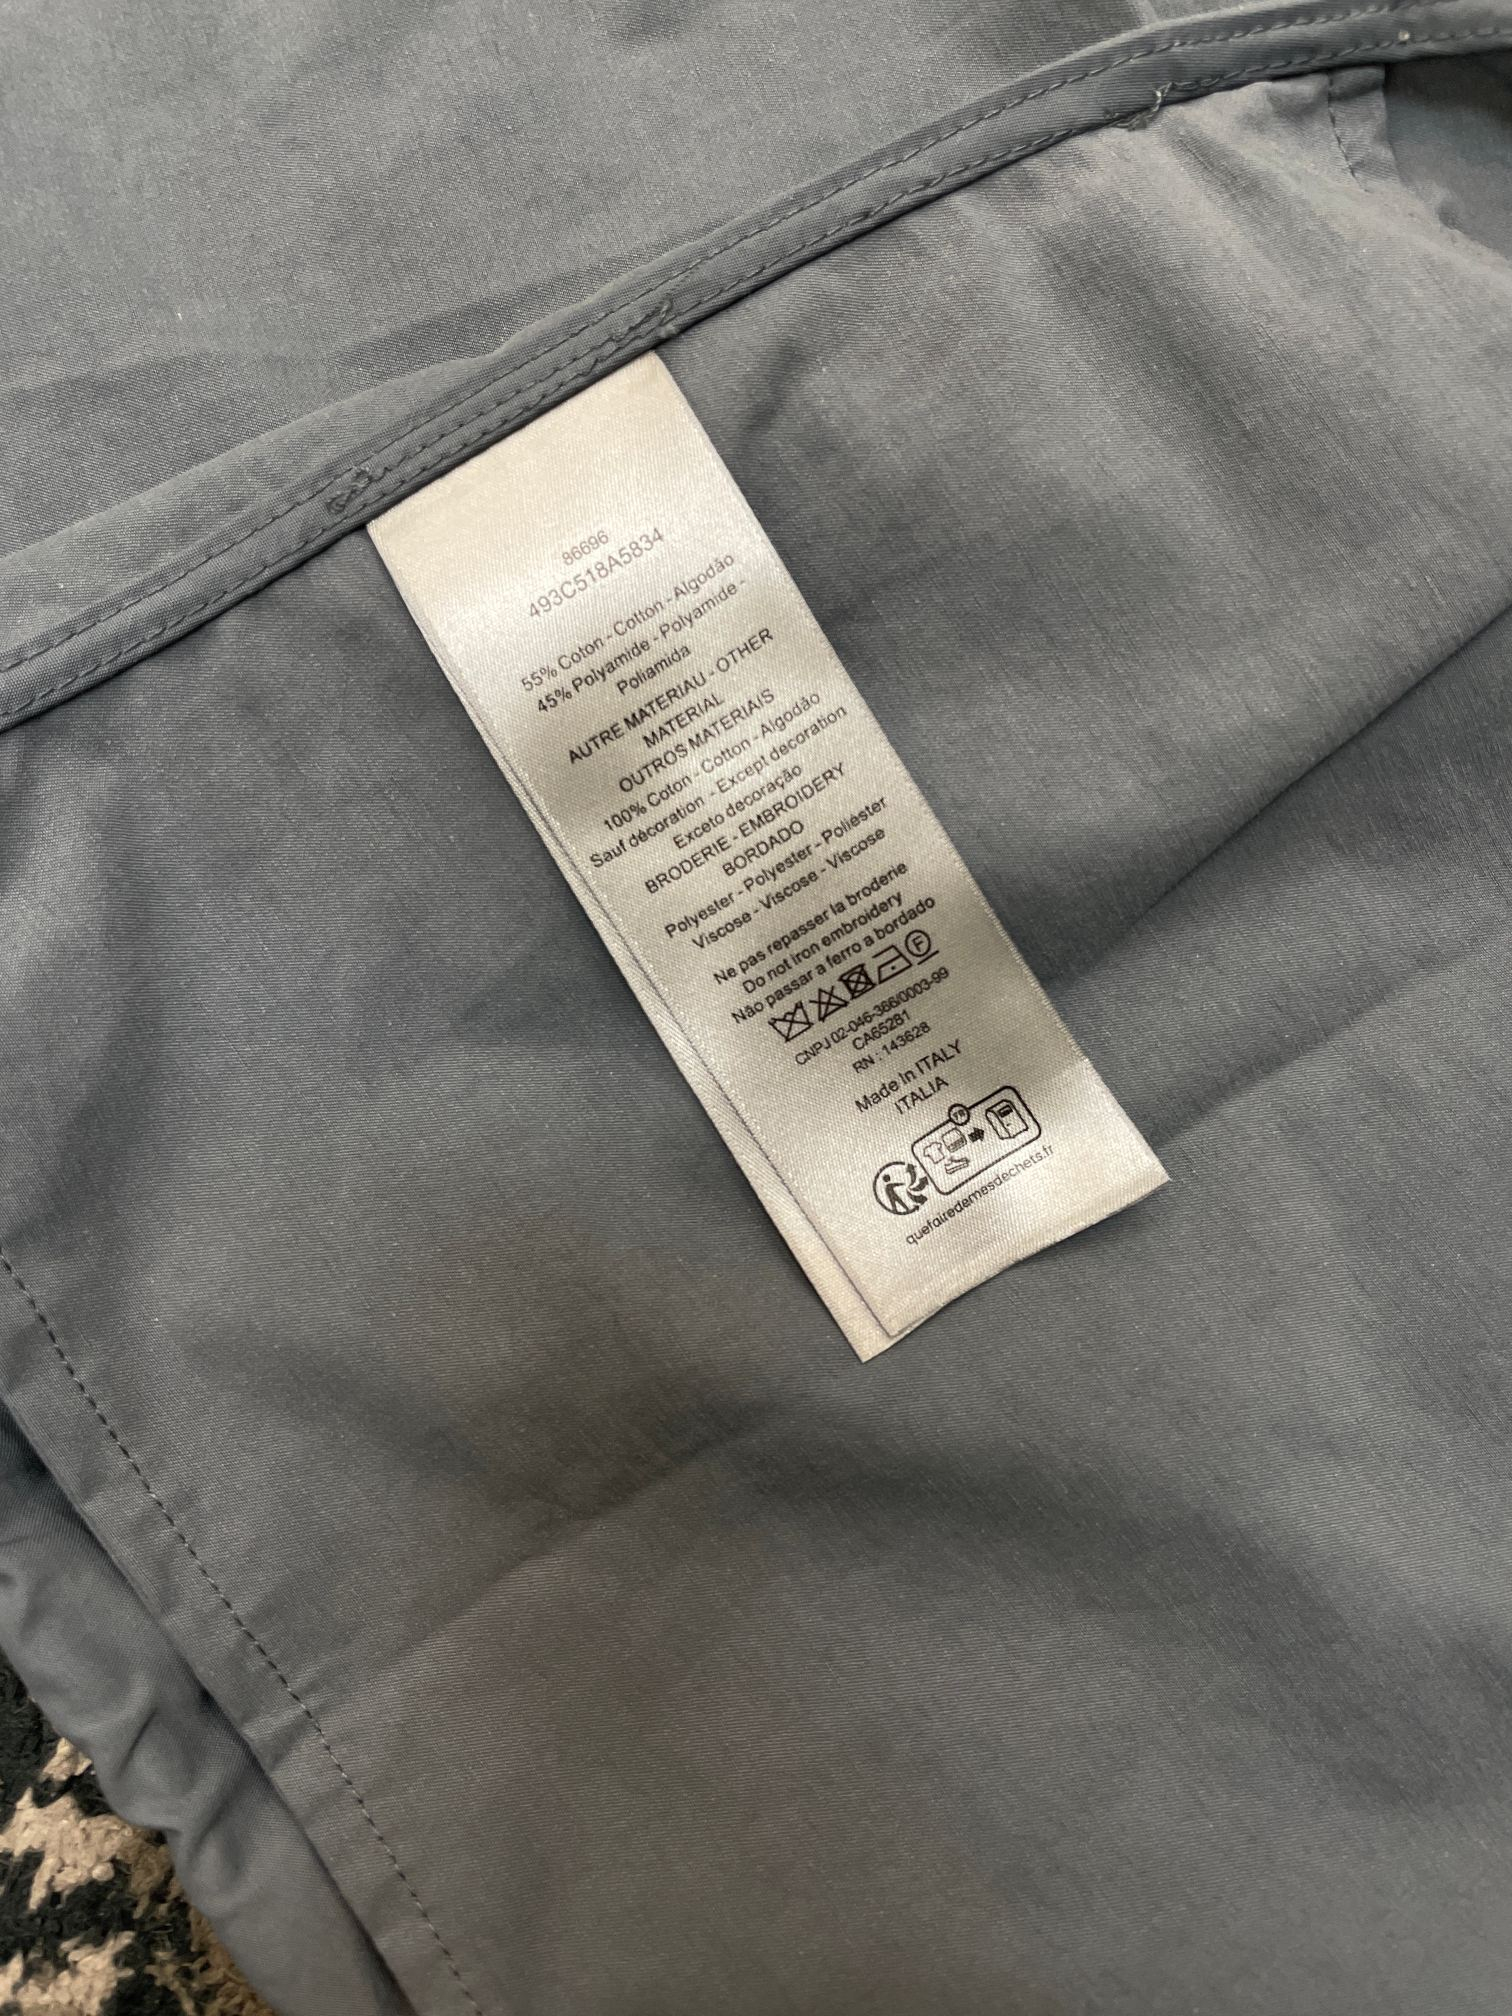 86696
493C518A5834
55% Coton - Cotton - Algodão
45% Polyamide - Polyamide -
Poliamida
AUTRE MATERIAU - OTHER
MATERIAL
OUTROS MATERIAIS
100% Coton - Cotton - Algodão
Sauf décoration - Except decoration
Exceto decoração
BRODERIE - EMBROIDERY
BORDADO
Polyester - Polyester - Poliéster
Viscose - Viscose - Viscose
Ne pas repasser la broderie
Do not iron embroidery
Não passar a ferro a bordado
F
CNPJ 02-046-366/0003-99
CA65281
RN : 143628
Made in ITALY
ITALIA
FR
quefairedemesdechets.fr